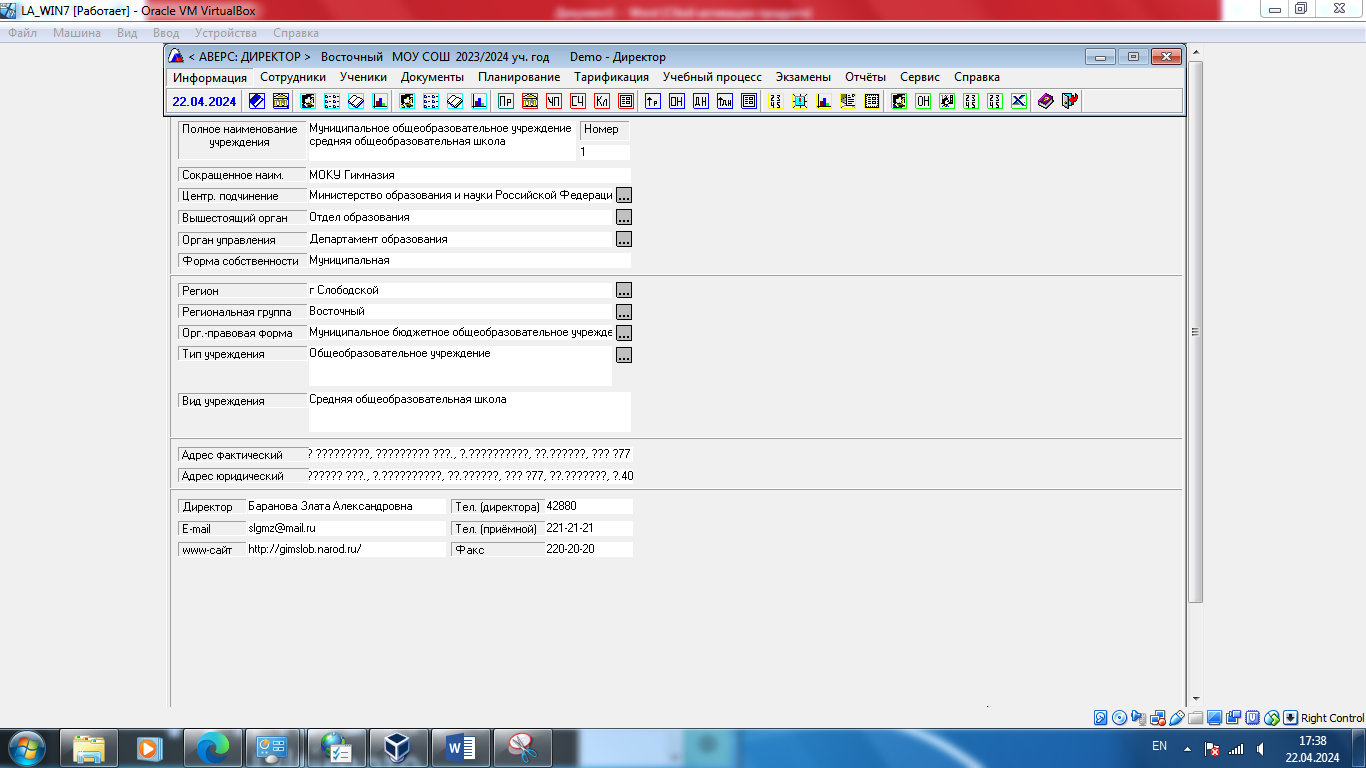 LA_WIN7 [Работает] - Oracle VM VirtualBox
Файл Машина Вид Ввод Устройства Справка
< АВЕРС: ДИРЕКТОР > Восточный МОУ СОШ 2023/2024 уч. год Demo - Директор
Информация Сотрудники Ученики Документы Планирование Тарификация Учебный процесс Экзамены Отчёты Сервис Справка
22.04.2024 Пр ЧП СЧ Кл ОН ДН ОН
Полное наименование учреждения
Муниципальное общеобразовательное учреждение
средняя общеобразовательная школа
Номер
1
Сокращенное наим. МОКУ Гимназия
Центр. подчинение Министерство образования и науки Российской Федераци ...
Вышестоящий орган Отдел образования ...
Орган управления Департамент образования ...
Форма собственности Муниципальная
Регион г Слободской ...
Региональная группа Восточный ...
Орг.-правовая форма Муниципальное бюджетное общеобразовательное учрежде ...
Тип учреждения Общеобразовательное учреждение ...
Вид учреждения Средняя общеобразовательная школа
Адрес фактический ? ?????????, ????????? ???., ?.??????????, ??.??????, ??? ?77
Адрес юридический ?????? ???., ?.??????????, ??.??????, ??? ?77, ??.???????, ?.40
Директор Баранова Злата Александровна Тел. (директора) 42880
E-mail slgmz@mail.ru Тел. (приёмной) 221-21-21
www-сайт http://gimslob.narod.ru/ Факс 220-20-20
Right Control
EN 17:38
22.04.2024